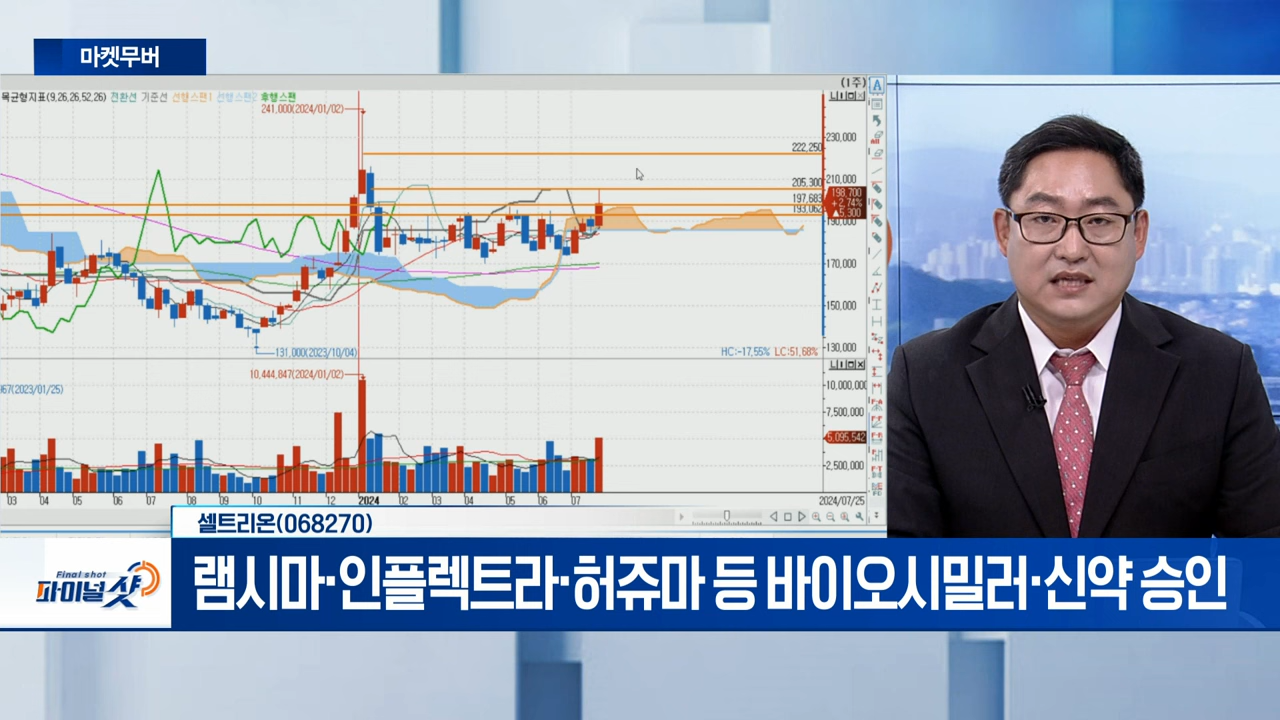 마켓무버
목균형지표(9,26,26,52,26) 전환선 기준선 선행스팬1 선행스팬2 후행스팬
(1주)
241,000(2024/01/02)
230,000
222,250
210,000
205,300
198,700
197,683
+2,74%
193,062
▲5,300
190,000
170,000
150,000
131,000(2023/10/04)
HC:-17,55% LC:51,68%
130,000
10,444,847(2024/01/02)
967(2023/01/25)
10,000,00
7,500,000
5,095,542
2,500,000
03 04 05 06 07 08 09 10 11 12 2024 02 03 04 05 06 07 2024/07/25
셀트리온(068270)
Final shot
파이널샷
램시마·인플렉트라·허쥬마 등 바이오시밀러·신약 승인